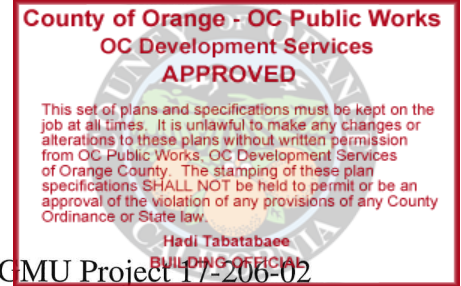 County of Orange - OC Public Works
OC Development Services
APPROVED
This set of plans and specifications must be kept on the
job at all times. It is unlawful to make any changes or
alterations to these plans without written permission
from OC Public Works, OC Development Services
of Orange County. The stamping of these plan
specifications SHALL NOT be held to permit or be an
approval of the violation of any provisions of any County
Ordinance or State law.
Hadi Tabatabaee
BUILDING OFFICIAL
GMU Project 17-206-02